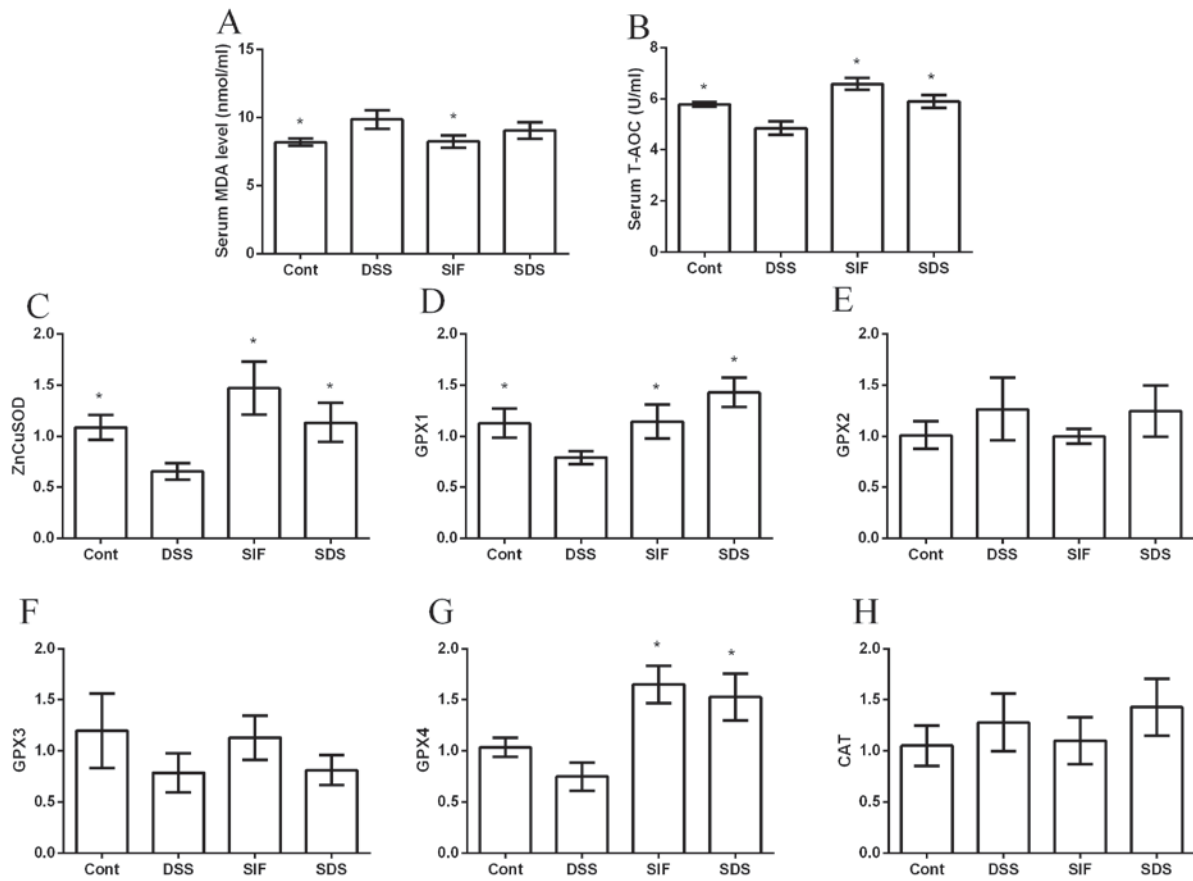 A
Serum MDA level (nmol/ml)
15
10
5
0
*
*
Cont DSS SIF SDS
B
Serum T-AOC (U/ml)
8
6
4
2
0
*
*
*
Cont DSS SIF SDS
C
ZnCuSOD
2.0
1.5
1.0
0.5
0.0
*
*
*
Cont DSS SIF SDS
D
GPX1
2.0
1.5
1.0
0.5
0.0
*
*
*
Cont DSS SIF SDS
E
GPX2
2.0
1.5
1.0
0.5
0.0
Cont DSS SIF SDS
F
GPX3
2.0
1.5
1.0
0.5
0.0
Cont DSS SIF SDS
G
GPX4
2.0
1.5
1.0
0.5
0.0
*
*
Cont DSS SIF SDS
H
CAT
2.0
1.5
1.0
0.5
0.0
Cont DSS SIF SDS